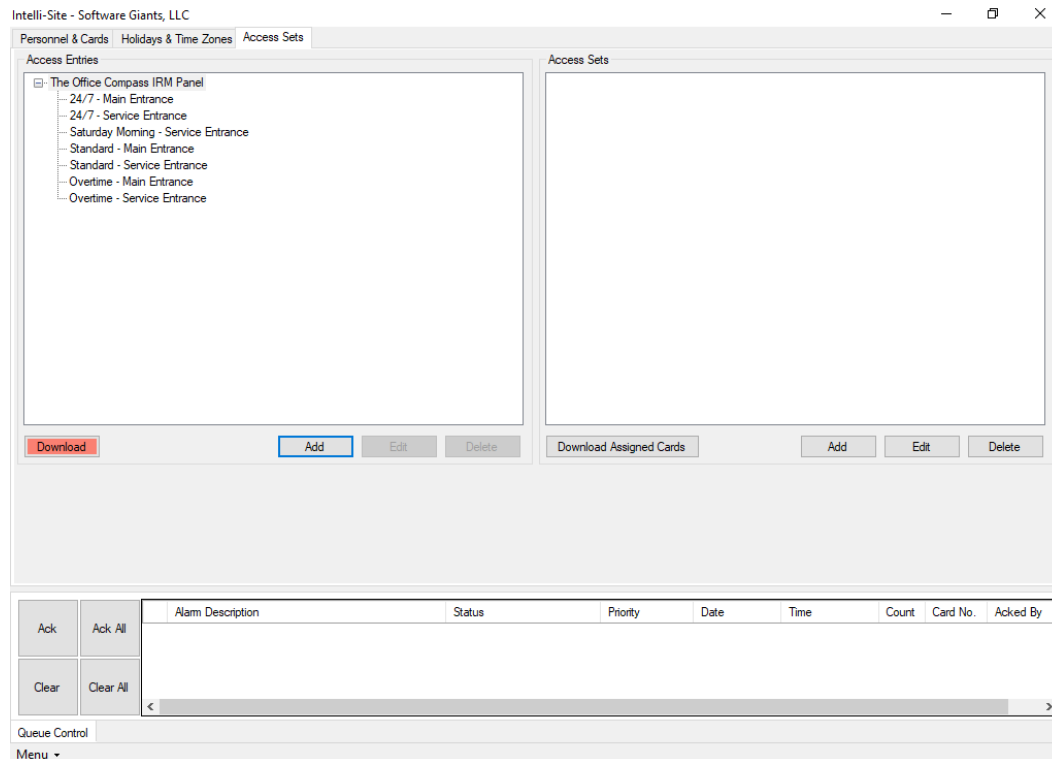 Intelli-Site - Software Giants, LLC
Personnel & Cards Holidays & Time Zones Access Sets
Access Entries
The Office Compass IRM Panel
24/7 - Main Entrance
24/7 - Service Entrance
Saturday Morning - Service Entrance
Standard - Main Entrance
Standard - Service Entrance
Overtime - Main Entrance
Overtime - Service Entrance
Download Add Edit Delete
Access Sets
Download Assigned Cards Add Edit Delete
Ack Ack All
Clear Clear All
Alarm Description Status Priority Date Time Count Card No. Acked By
Queue Control
Menu